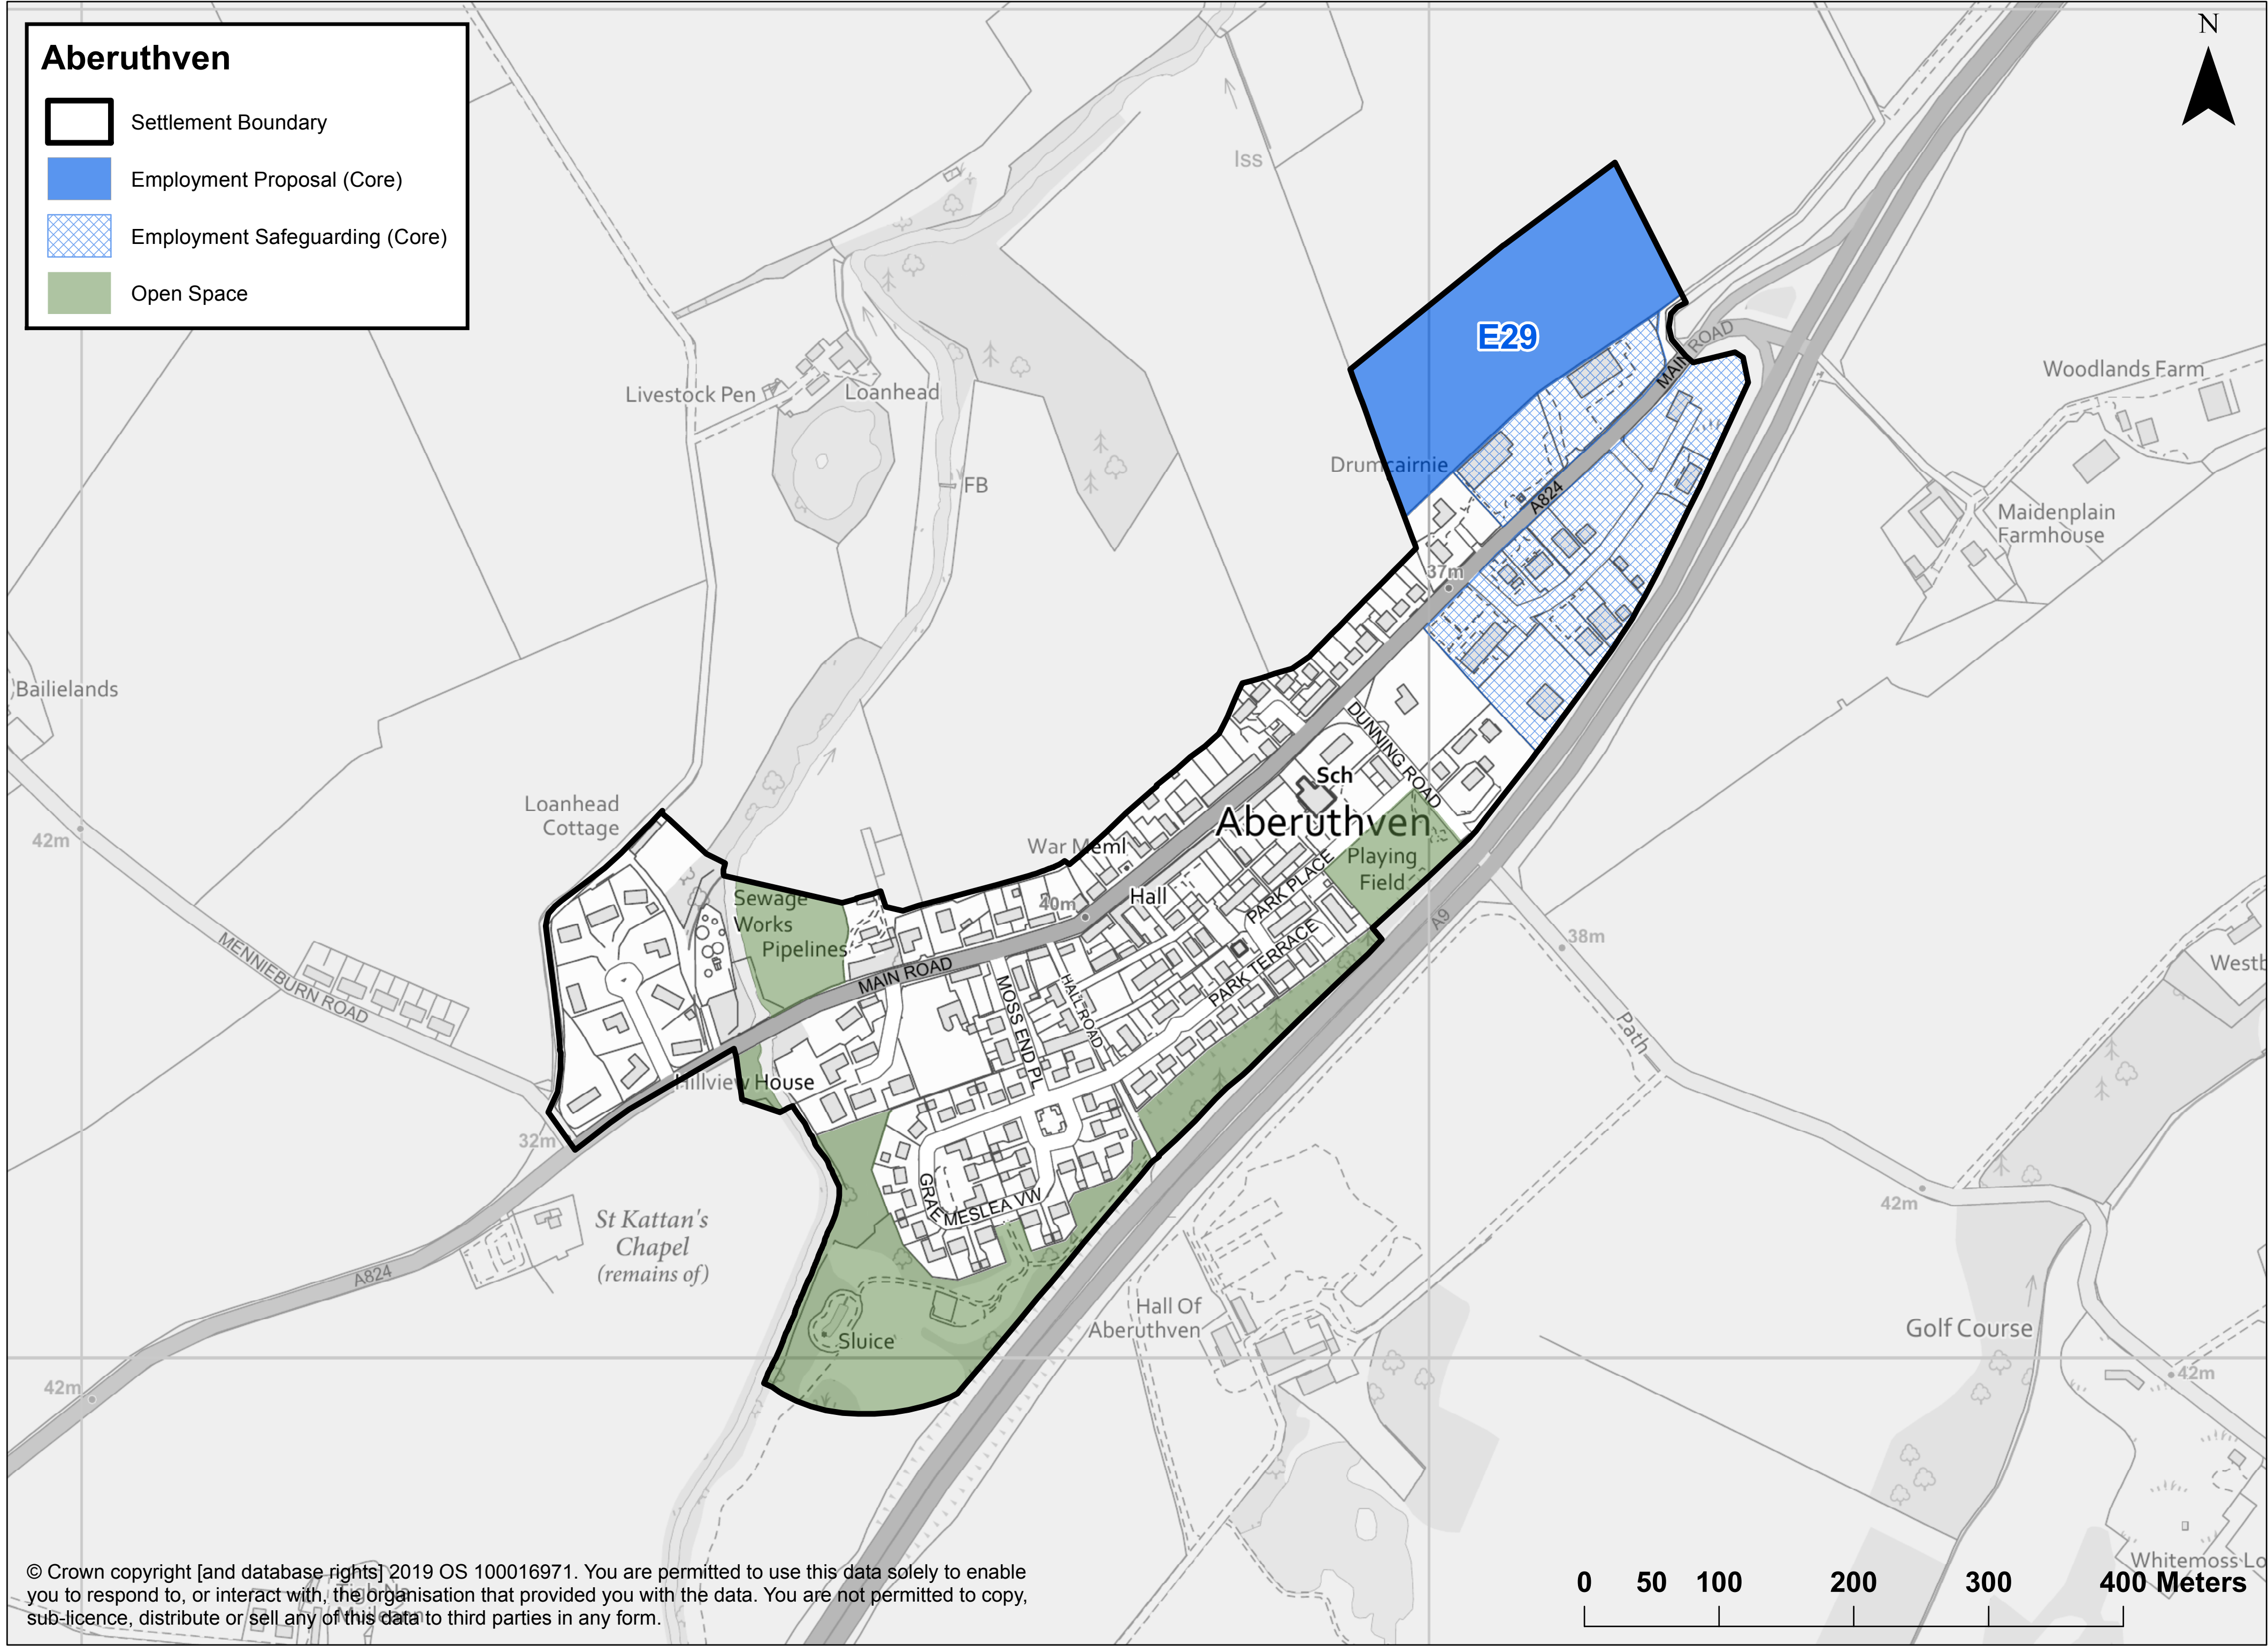 Aberuthven
Settlement Boundary
Employment Proposal (Core)
Employment Safeguarding (Core)
Open Space
N
Iss
E29
MAIN ROAD
Woodlands Farm
Livestock Pen
Loanhead
FB
Drumcairnie
A824
Maidenplain
Farmhouse
37m
Bailielands
DUNNING ROAD
Loanhead
Cottage
Sch
Aberuthven
42m
War Meml
Playing
Field
PARK PLACE
Sewage
Works
Pipelines
40m
Hall
A9
38m
MENNIEBURN ROAD
MAIN ROAD
PARK TERRACE
MOSS END PL
HALL ROAD
Path
Hillview House
32m
GRAEMESLEA VW
42m
St Kattan's
Chapel
(remains of)
A824
Hall Of
Aberuthven
Sluice
Golf Course
42m
42m
© Crown copyright [and database rights] 2019 OS 100016971. You are permitted to use this data solely to enable
you to respond to, or interact with, the organisation that provided you with the data. You are not permitted to copy,
sub-licence, distribute or sell any of this data to third parties in any form.
0 50 100 200 300 400 Meters